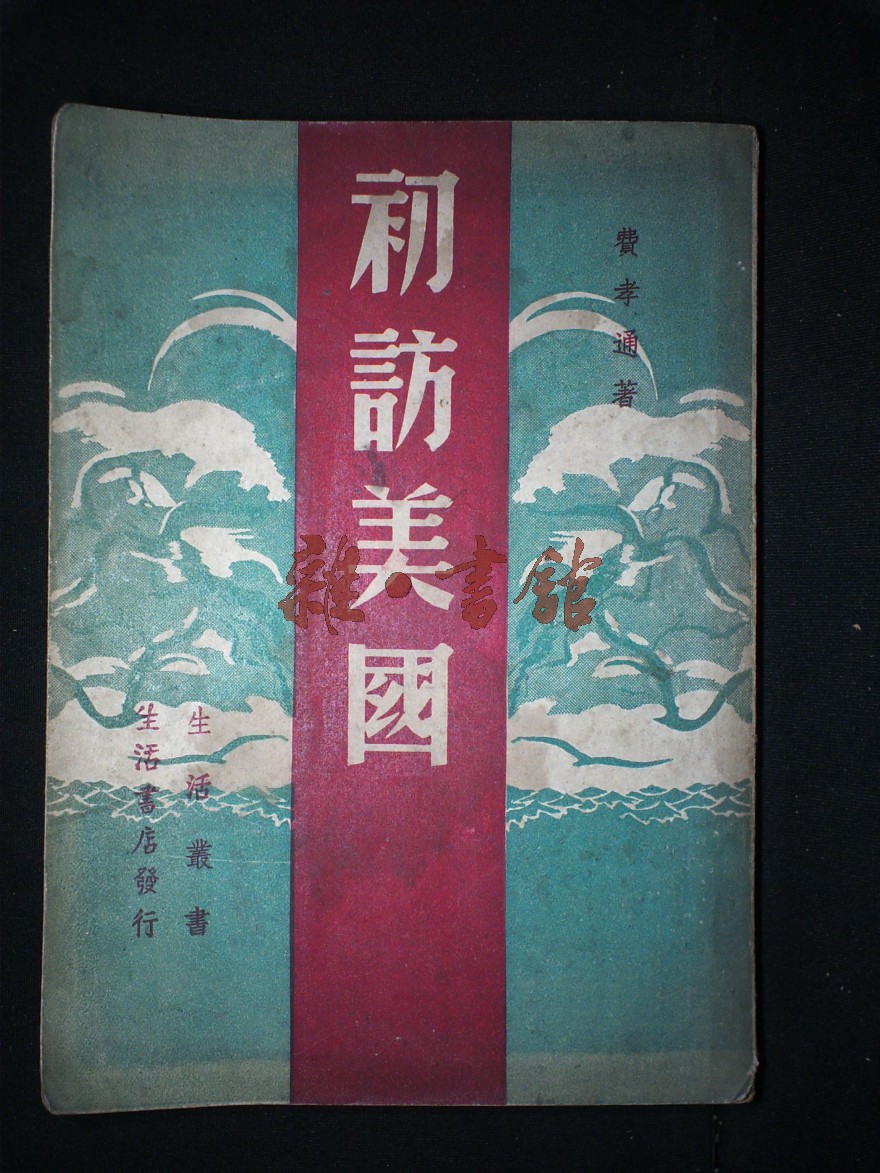 費孝通著
初訪美國
生活叢書
生活書店發行
雜·書館